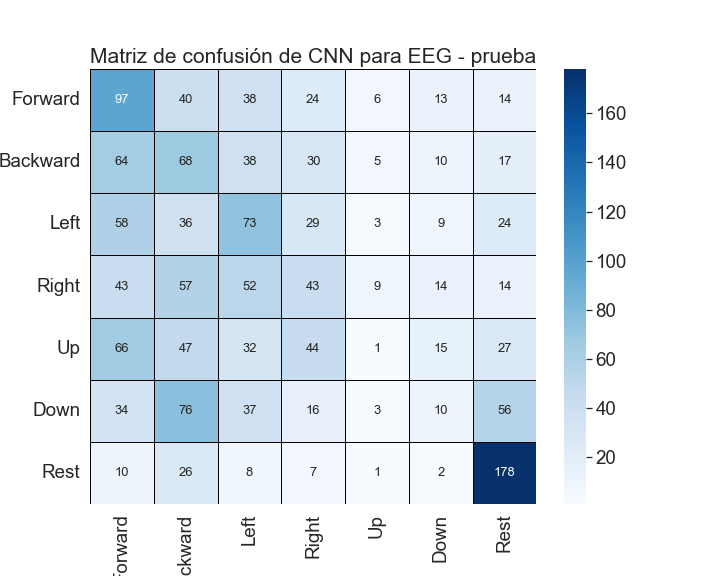 Matriz de confusión de CNN para EEG - prueba
Forward 97 40 38 24 6 13 14
Backward 64 68 38 30 5 10 17
Left 58 36 73 29 3 9 24
Right 43 57 52 43 9 14 14
Up 66 47 32 44 1 15 27
Down 34 76 37 16 3 10 56
Rest 10 26 8 7 1 2 178
Forward ckward Left Right Up Down Rest
160
140
120
100
80
60
40
20